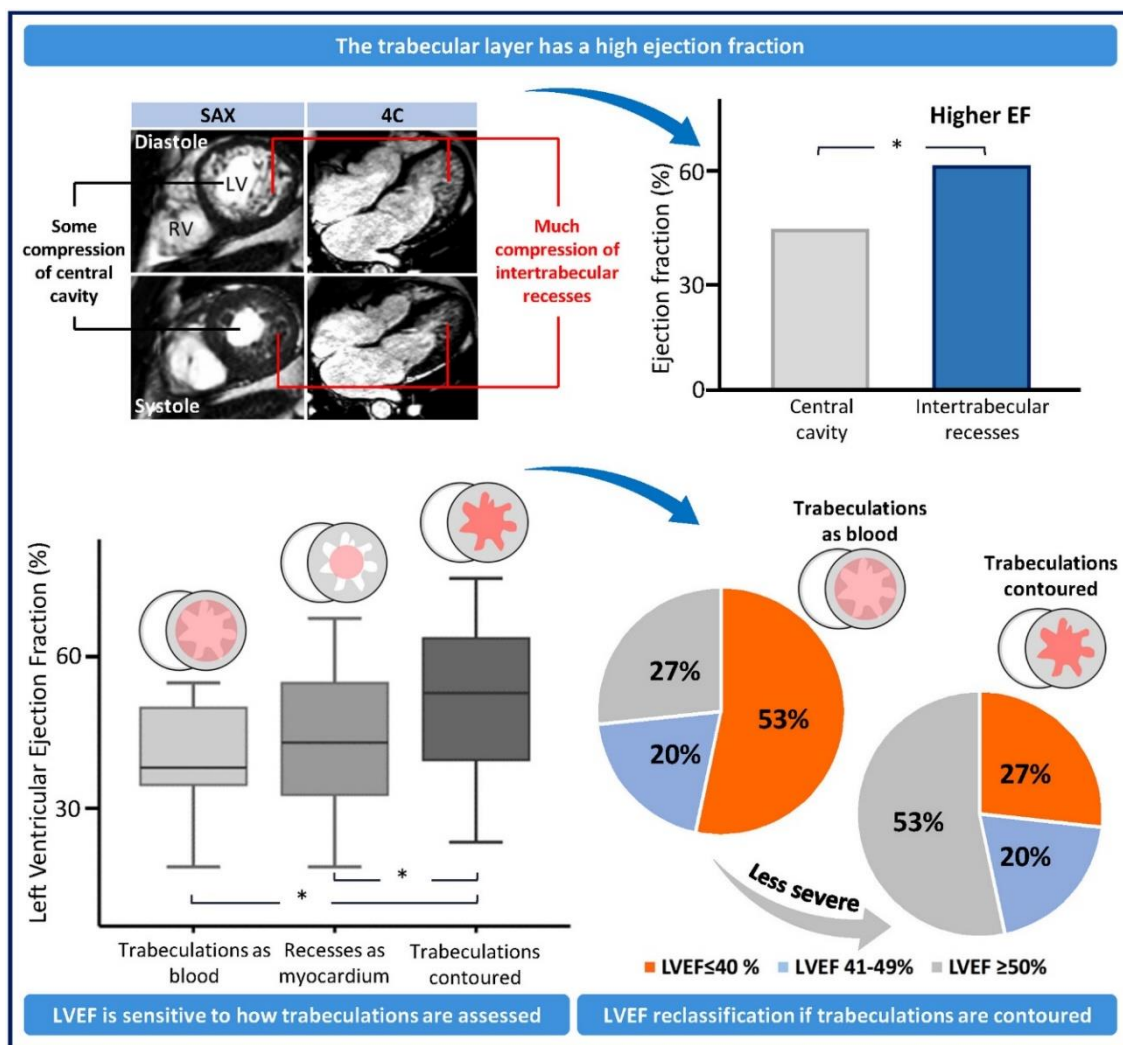 The trabecular layer has a high ejection fraction
SAX
4C
Diastole
LV
RV
Systole
Some
compression
of central
cavity
Much
compression of
intertrabecular
recesses
Higher EF
*
Ejection fraction (%)
60
30
0
Central
cavity
Intertrabecular
recesses
Left Ventricular Ejection Fraction (%)
60
30
*
*
Trabeculations as
blood
Recesses as
myocardium
Trabeculations
contoured
LVEF is sensitive to how trabeculations are assessed
Trabeculations
as blood
27%
53%
20%
Trabeculations
contoured
27%
53%
20%
Less severe
LVEF≤40 %
LVEF 41-49%
LVEF ≥50%
LVEF reclassification if trabeculations are contoured